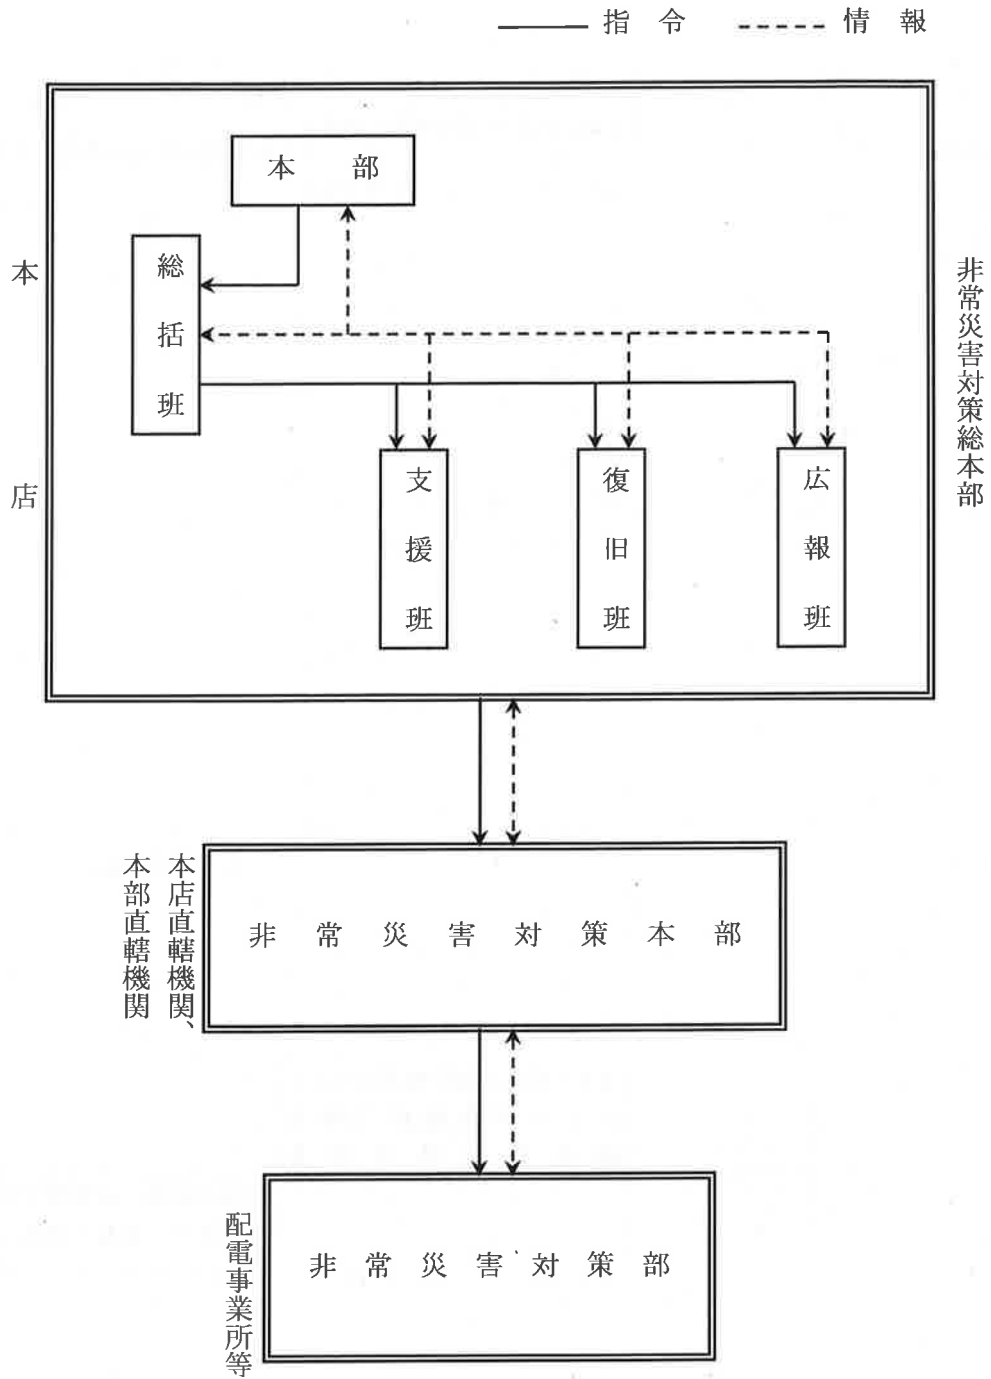 指令
情報
本部
総括班
支援班
復旧班
広報班
本店
非常災害対策総本部
本店直轄機関、
本部直轄機関
非常災害対策本部
配電事業所等
非常災害対策部